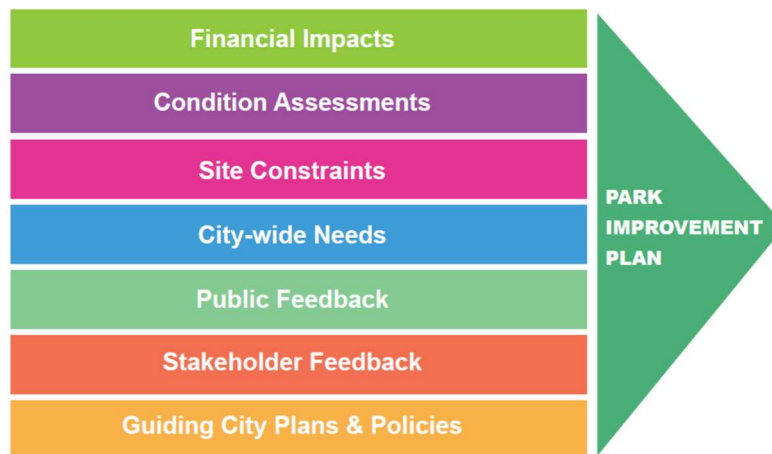 Financial Impacts
Condition Assessments
Site Constraints
City-wide Needs
Public Feedback
Stakeholder Feedback
Guiding City Plans & Policies
PARK
IMPROVEMENT
PLAN